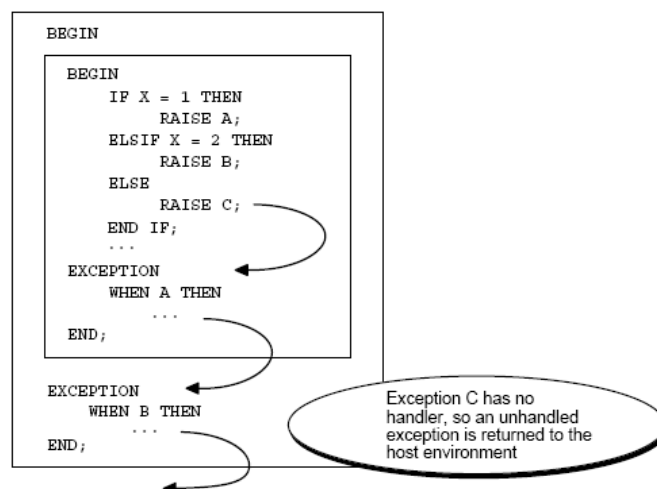 BEGIN
BEGIN
IF X = 1 THEN
RAISE A;
ELSIF X = 2 THEN
RAISE B;
ELSE
RAISE C;
END IF;
...
EXCEPTION
WHEN A THEN
...
END;
EXCEPTION
WHEN B THEN
...
END;
Exception C has no
handler, so an unhandled
exception is returned to the
host environment